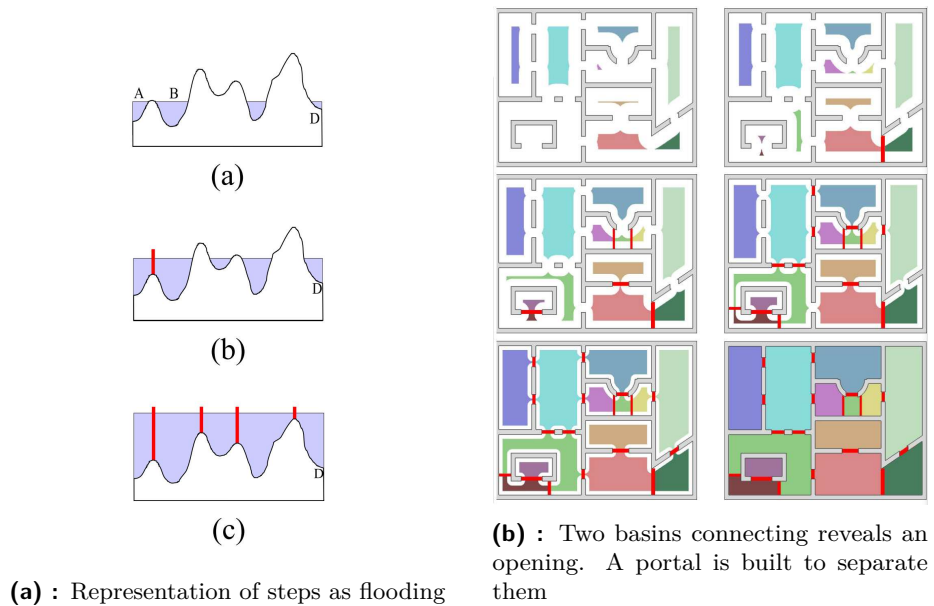 A B
D
(a)
D
(b)
D
(c)
(a) : Representation of steps as flooding
(b) : Two basins connecting reveals an
opening. A portal is built to separate
them